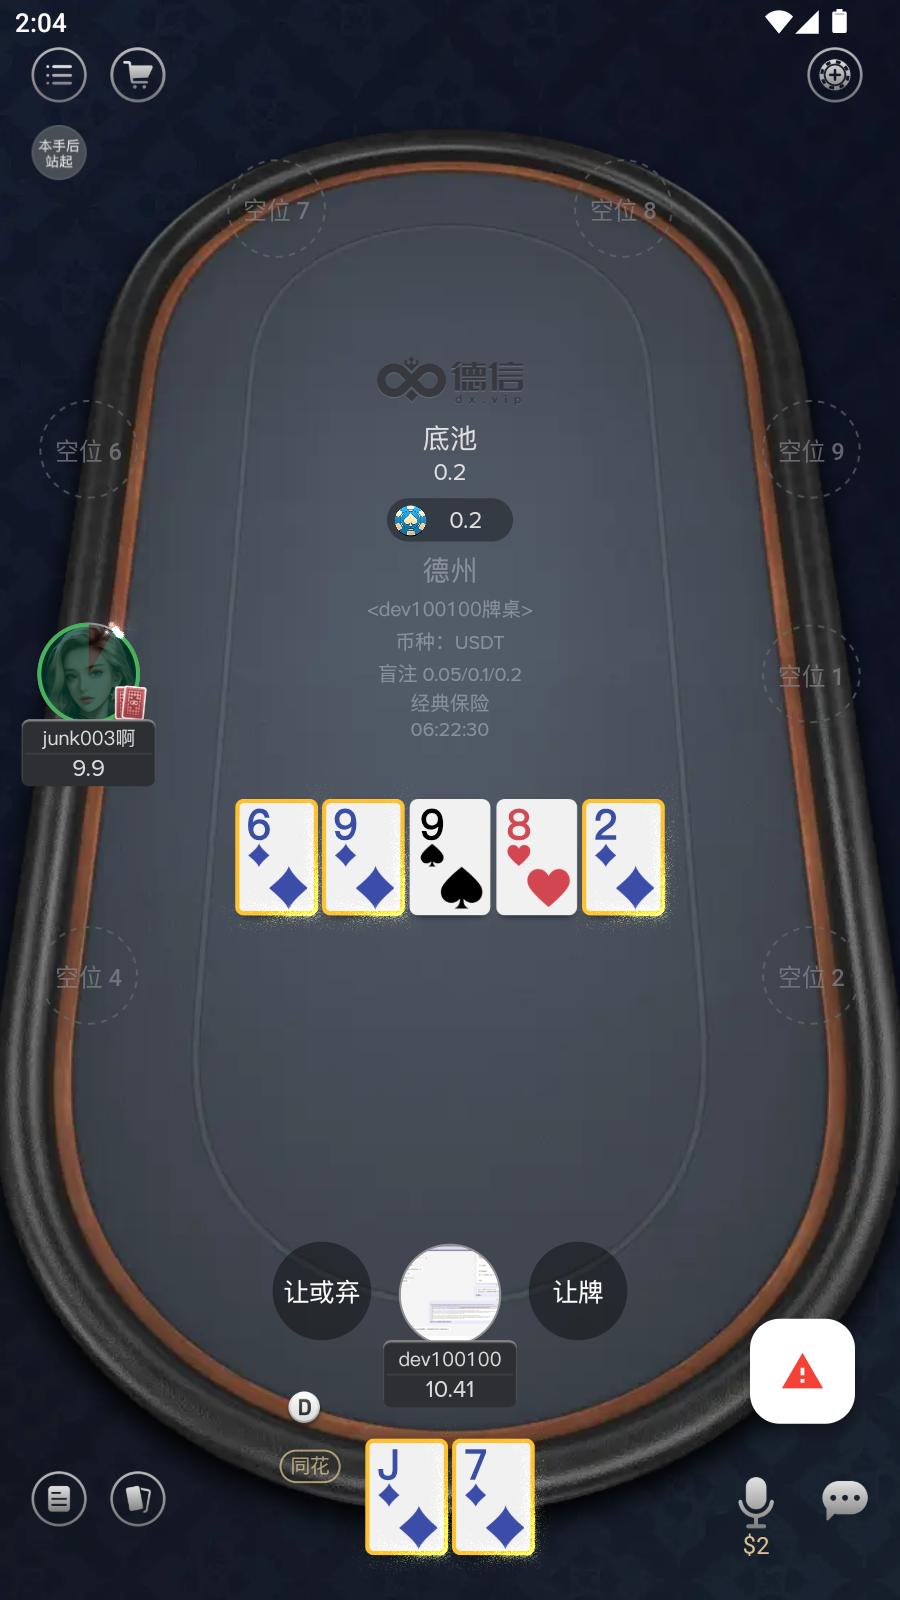 2:04
本手后
站起
空位 7
空位 8
德信
dx.vip
底池
0.2
0.2
空位 6
空位 9
德州
<dev100100牌桌>
币种：USDT
盲注 0.05/0.1/0.2
空位 1
经典保险
06:22:30
junk003啊
9.9
6
9
9
8
2
空位 4
空位 2
让或弃
让牌
dev100100
10.41
D
同花
J
7
$2